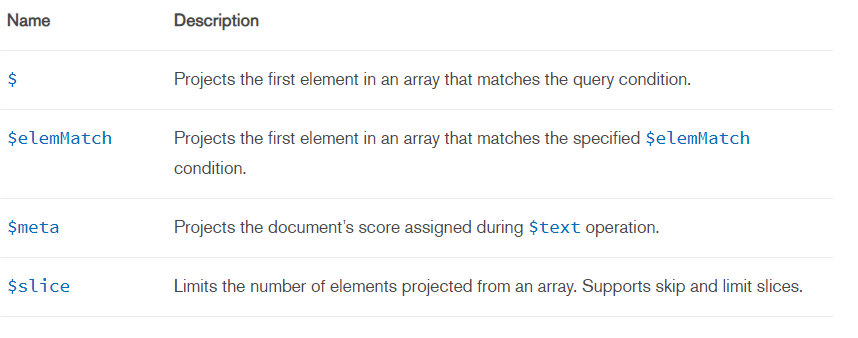 Name Description
$ Projects the first element in an array that matches the query condition.
$elemMatch Projects the first element in an array that matches the specified $elemMatch
condition.
$meta Projects the document's score assigned during $text operation.
$slice Limits the number of elements projected from an array. Supports skip and limit slices.